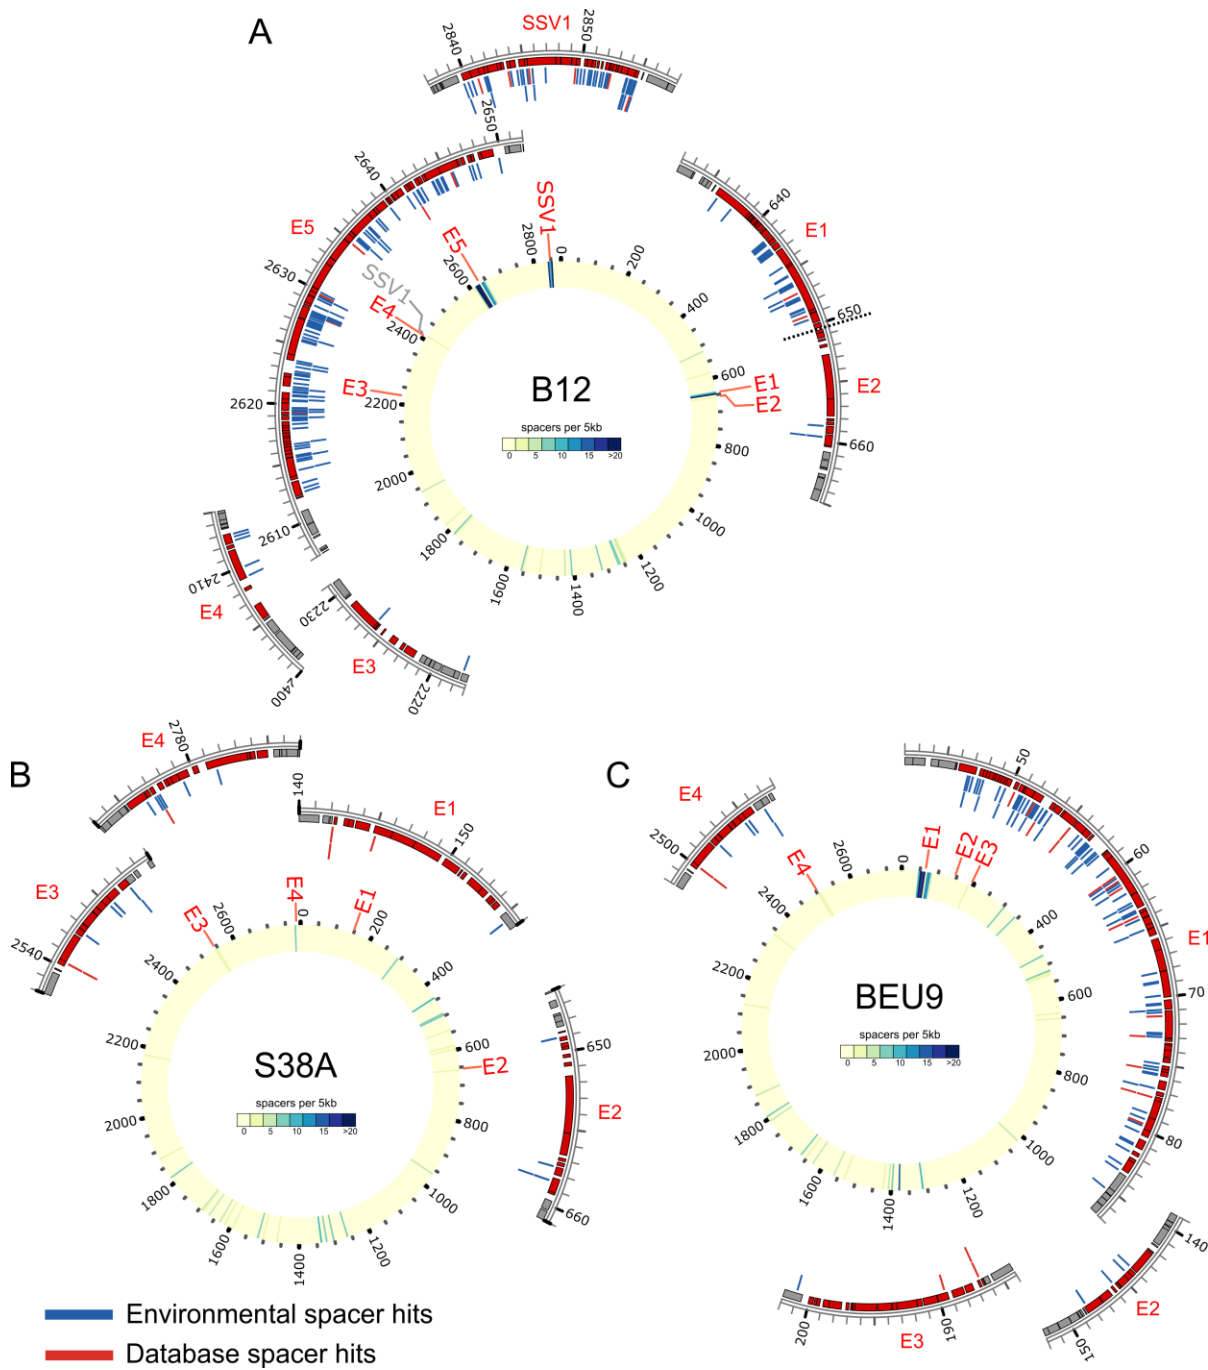 A
SSV1
2840
2850
2650
2640
E5
2630
2620
2610
2410
E4
2400
2230
E3
2220
640
E1
650
E2
660
SSV1
E5
SSV1
E4
E3
E1
E2
0
200
400
600
800
1000
1200
1400
1600
1800
2000
2200
2400
2600
2800
B12
spacers per 5kb
0 5 10 15 >20
B
E4
2780
140
E1
150
E3
2540
650
E2
660
E3
E4
E1
E2
0
200
400
600
800
1000
1200
1400
1600
1800
2000
2200
2400
2600
S38A
spacers per 5kb
0 5 10 15 >20
C
E4
2500
50
60
E1
70
80
140
E2
150
E3
190
200
E4
E1
E2
E3
0
400
600
800
1000
1200
1400
1600
1800
2000
2200
2400
2600
BEU9
spacers per 5kb
0 5 10 15 >20
Environmental spacer hits
Database spacer hits